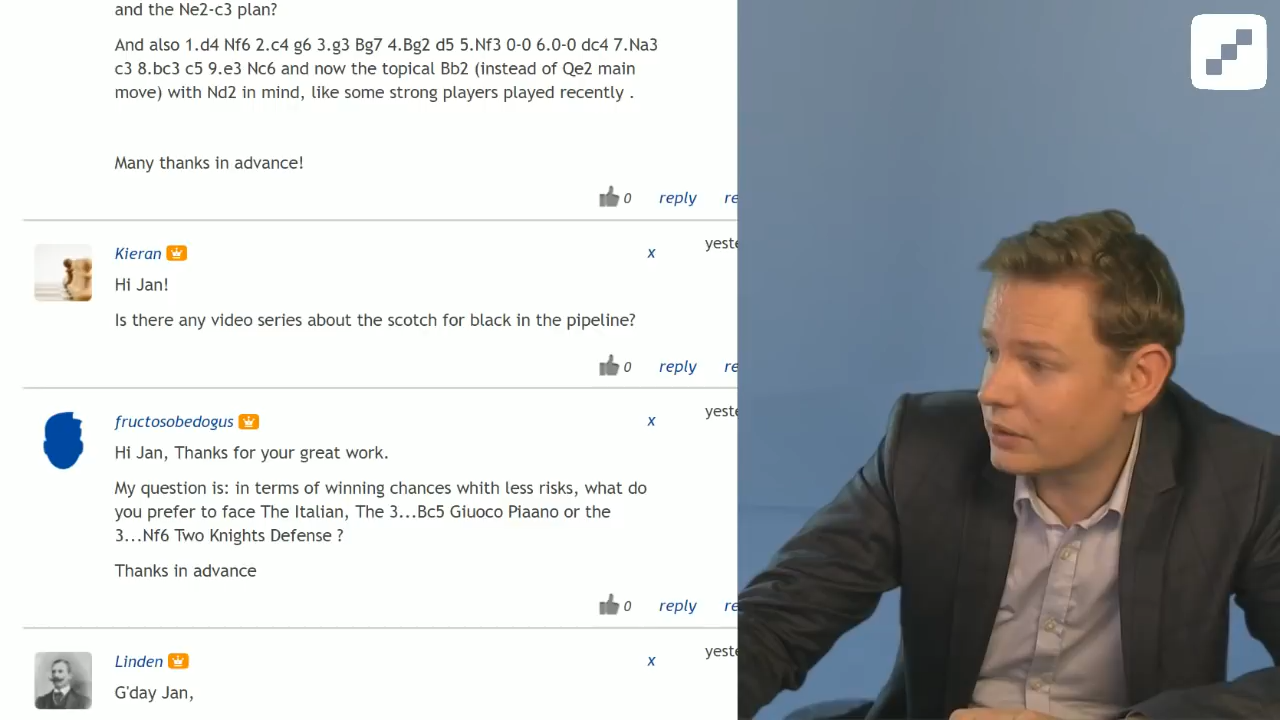 and the Ne2-c3 plan?
And also 1.d4 Nf6 2.c4 g6 3.g3 Bg7 4.Bg2 d5 5.Nf3 0-0 6.0-0 dc4 7.Na3
c3 8.bc3 c5 9.e3 Nc6 and now the topical Bb2 (instead of Qe2 main
move) with Nd2 in mind, like some strong players played recently .
Many thanks in advance!
0 reply re
Kieran x yeste
Hi Jan!
Is there any video series about the scotch for black in the pipeline?
0 reply re
fructosobedogus x yeste
Hi Jan, Thanks for your great work.
My question is: in terms of winning chances whith less risks, what do
you prefer to face The Italian, The 3...Bc5 Giuoco Piaano or the
3...Nf6 Two Knights Defense ?
Thanks in advance
0 reply re
Linden x yeste
G'day Jan,